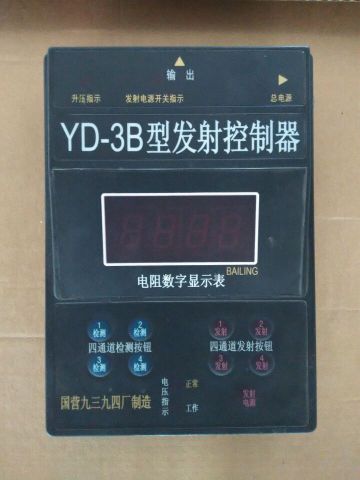 输出
升压指示 发射电源开关指示 总电源
YD-3B型发射控制器
BAILING
电阻数字显示表
1 检测 2 检测 1 发射 2 发射
四通道检测按钮 四通道发射按钮
3 检测 4 检测 3 发射 4 发射
国营九三九四厂制造
电压指示
正常
工作
发射电源